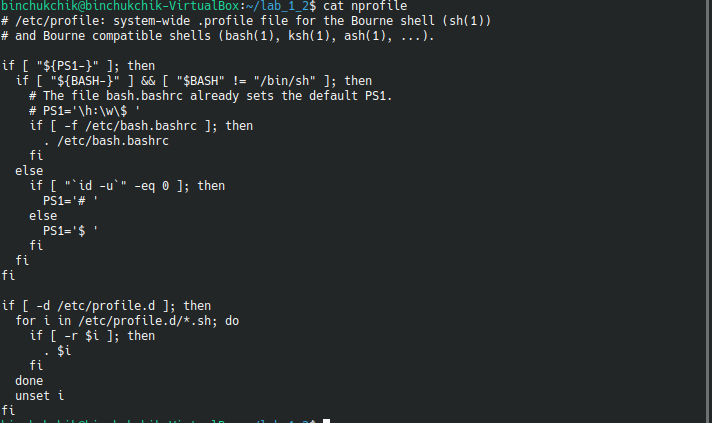 binchukchik@binchukchik-VirtualBox:~/lab_1_2$ cat nprofile
# /etc/profile: system-wide .profile file for the Bourne shell (sh(1))
# and Bourne compatible shells (bash(1), ksh(1), ash(1), ...).

if [ "${PS1-}" ]; then
  if [ "${BASH-}" ] && [ "$BASH" != "/bin/sh" ]; then
    # The file bash.bashrc already sets the default PS1.
    # PS1='\h:\w\$ '
    if [ -f /etc/bash.bashrc ]; then
      . /etc/bash.bashrc
    fi
  else
    if [ "`id -u`" -eq 0 ]; then
      PS1='# '
    else
      PS1='$ '
    fi
  fi
fi

if [ -d /etc/profile.d ]; then
  for i in /etc/profile.d/*.sh; do
    if [ -r $i ]; then
      . $i
    fi
  done
  unset i
fi
binchukchik@binchukchik-VirtualBox:~/lab_1_2$